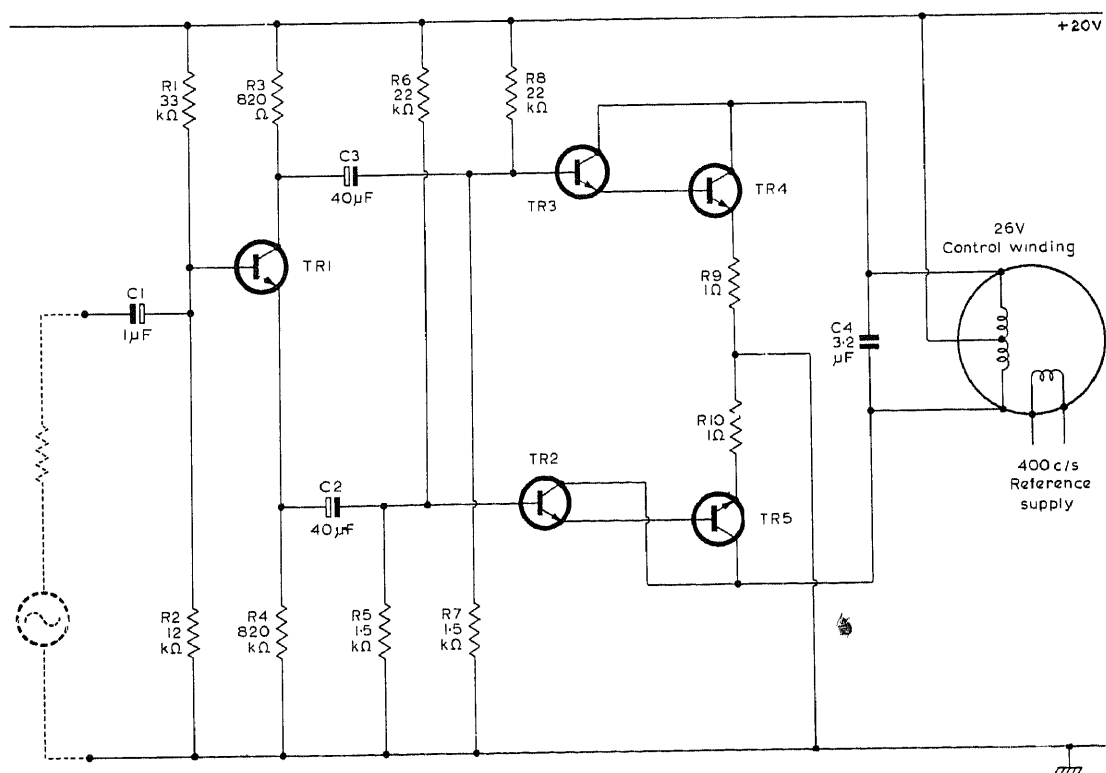 +20V
R1
33
kΩ
R3
820
Ω
R6
22
kΩ
R8
22
kΩ
C3
40μF
TR3
TR4
26V
Control winding
TR1
R9
1Ω
C1
1μF
C4
3·2
μF
R10
1Ω
TR2
400 c/s
Reference
supply
C2
40μF
TR5
R2
12
kΩ
R4
820
kΩ
R5
1·5
kΩ
R7
1·5
kΩ